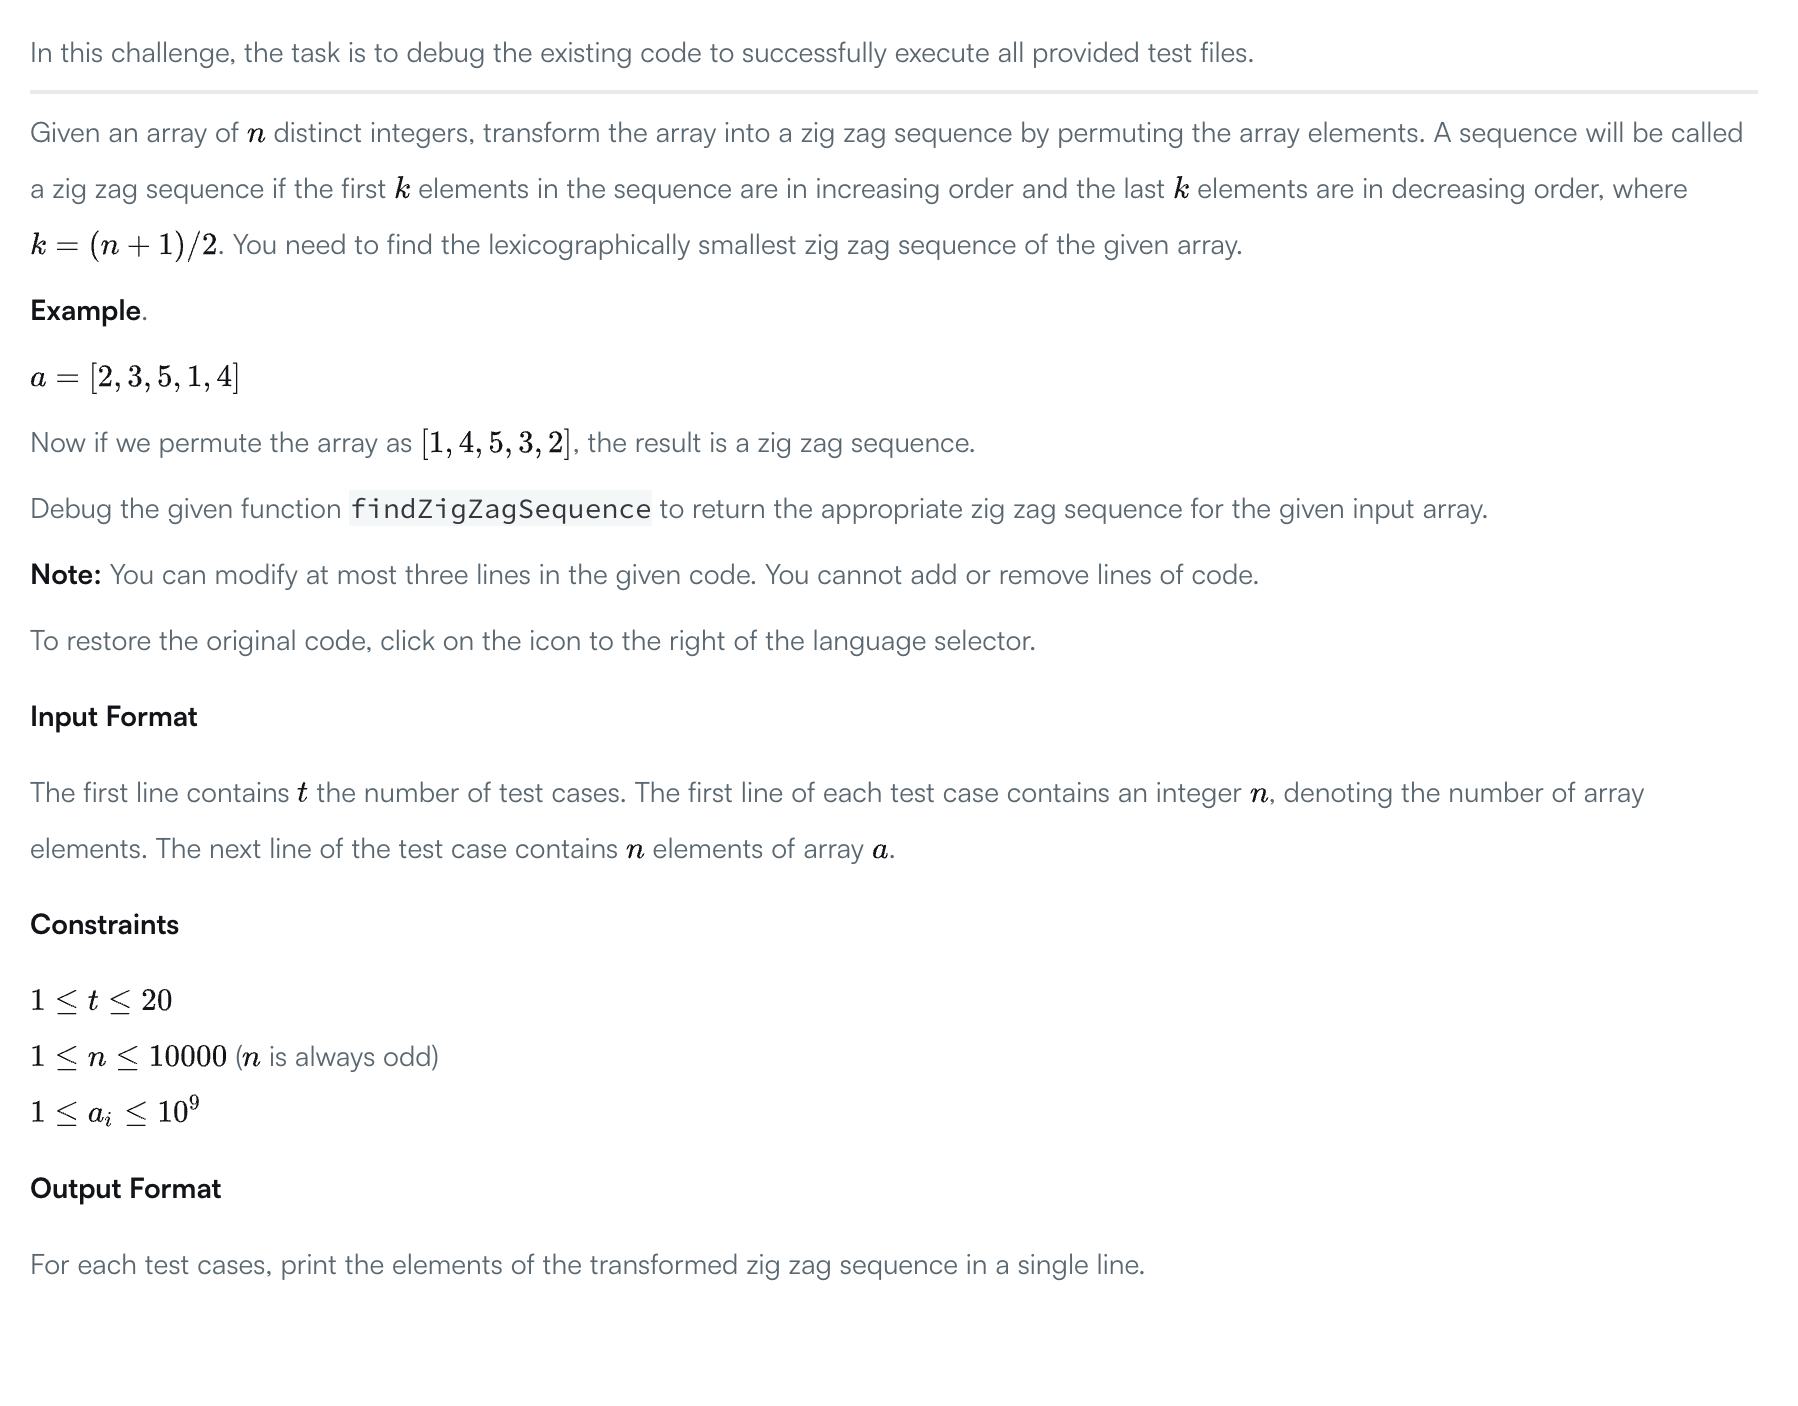 In this challenge, the task is to debug the existing code to successfully execute all provided test files.
Given an array of n distinct integers, transform the array into a zig zag sequence by permuting the array elements. A sequence will be called
a zig zag sequence if the first k elements in the sequence are in increasing order and the last k elements are in decreasing order, where
k = (n + 1)/2. You need to find the lexicographically smallest zig zag sequence of the given array.
Example.
a = [2, 3, 5, 1, 4]
Now if we permute the array as [1, 4, 5, 3, 2], the result is a zig zag sequence.
Debug the given function findZigZagSequence to return the appropriate zig zag sequence for the given input array.
Note: You can modify at most three lines in the given code. You cannot add or remove lines of code.
To restore the original code, click on the icon to the right of the language selector.
Input Format
The first line contains t the number of test cases. The first line of each test case contains an integer n, denoting the number of array
elements. The next line of the test case contains n elements of array a.
Constraints
1 ≤ t ≤ 20
1 ≤ n ≤ 10000 (n is always odd)
1 ≤ aᵢ ≤ 10⁹
Output Format
For each test cases, print the elements of the transformed zig zag sequence in a single line.